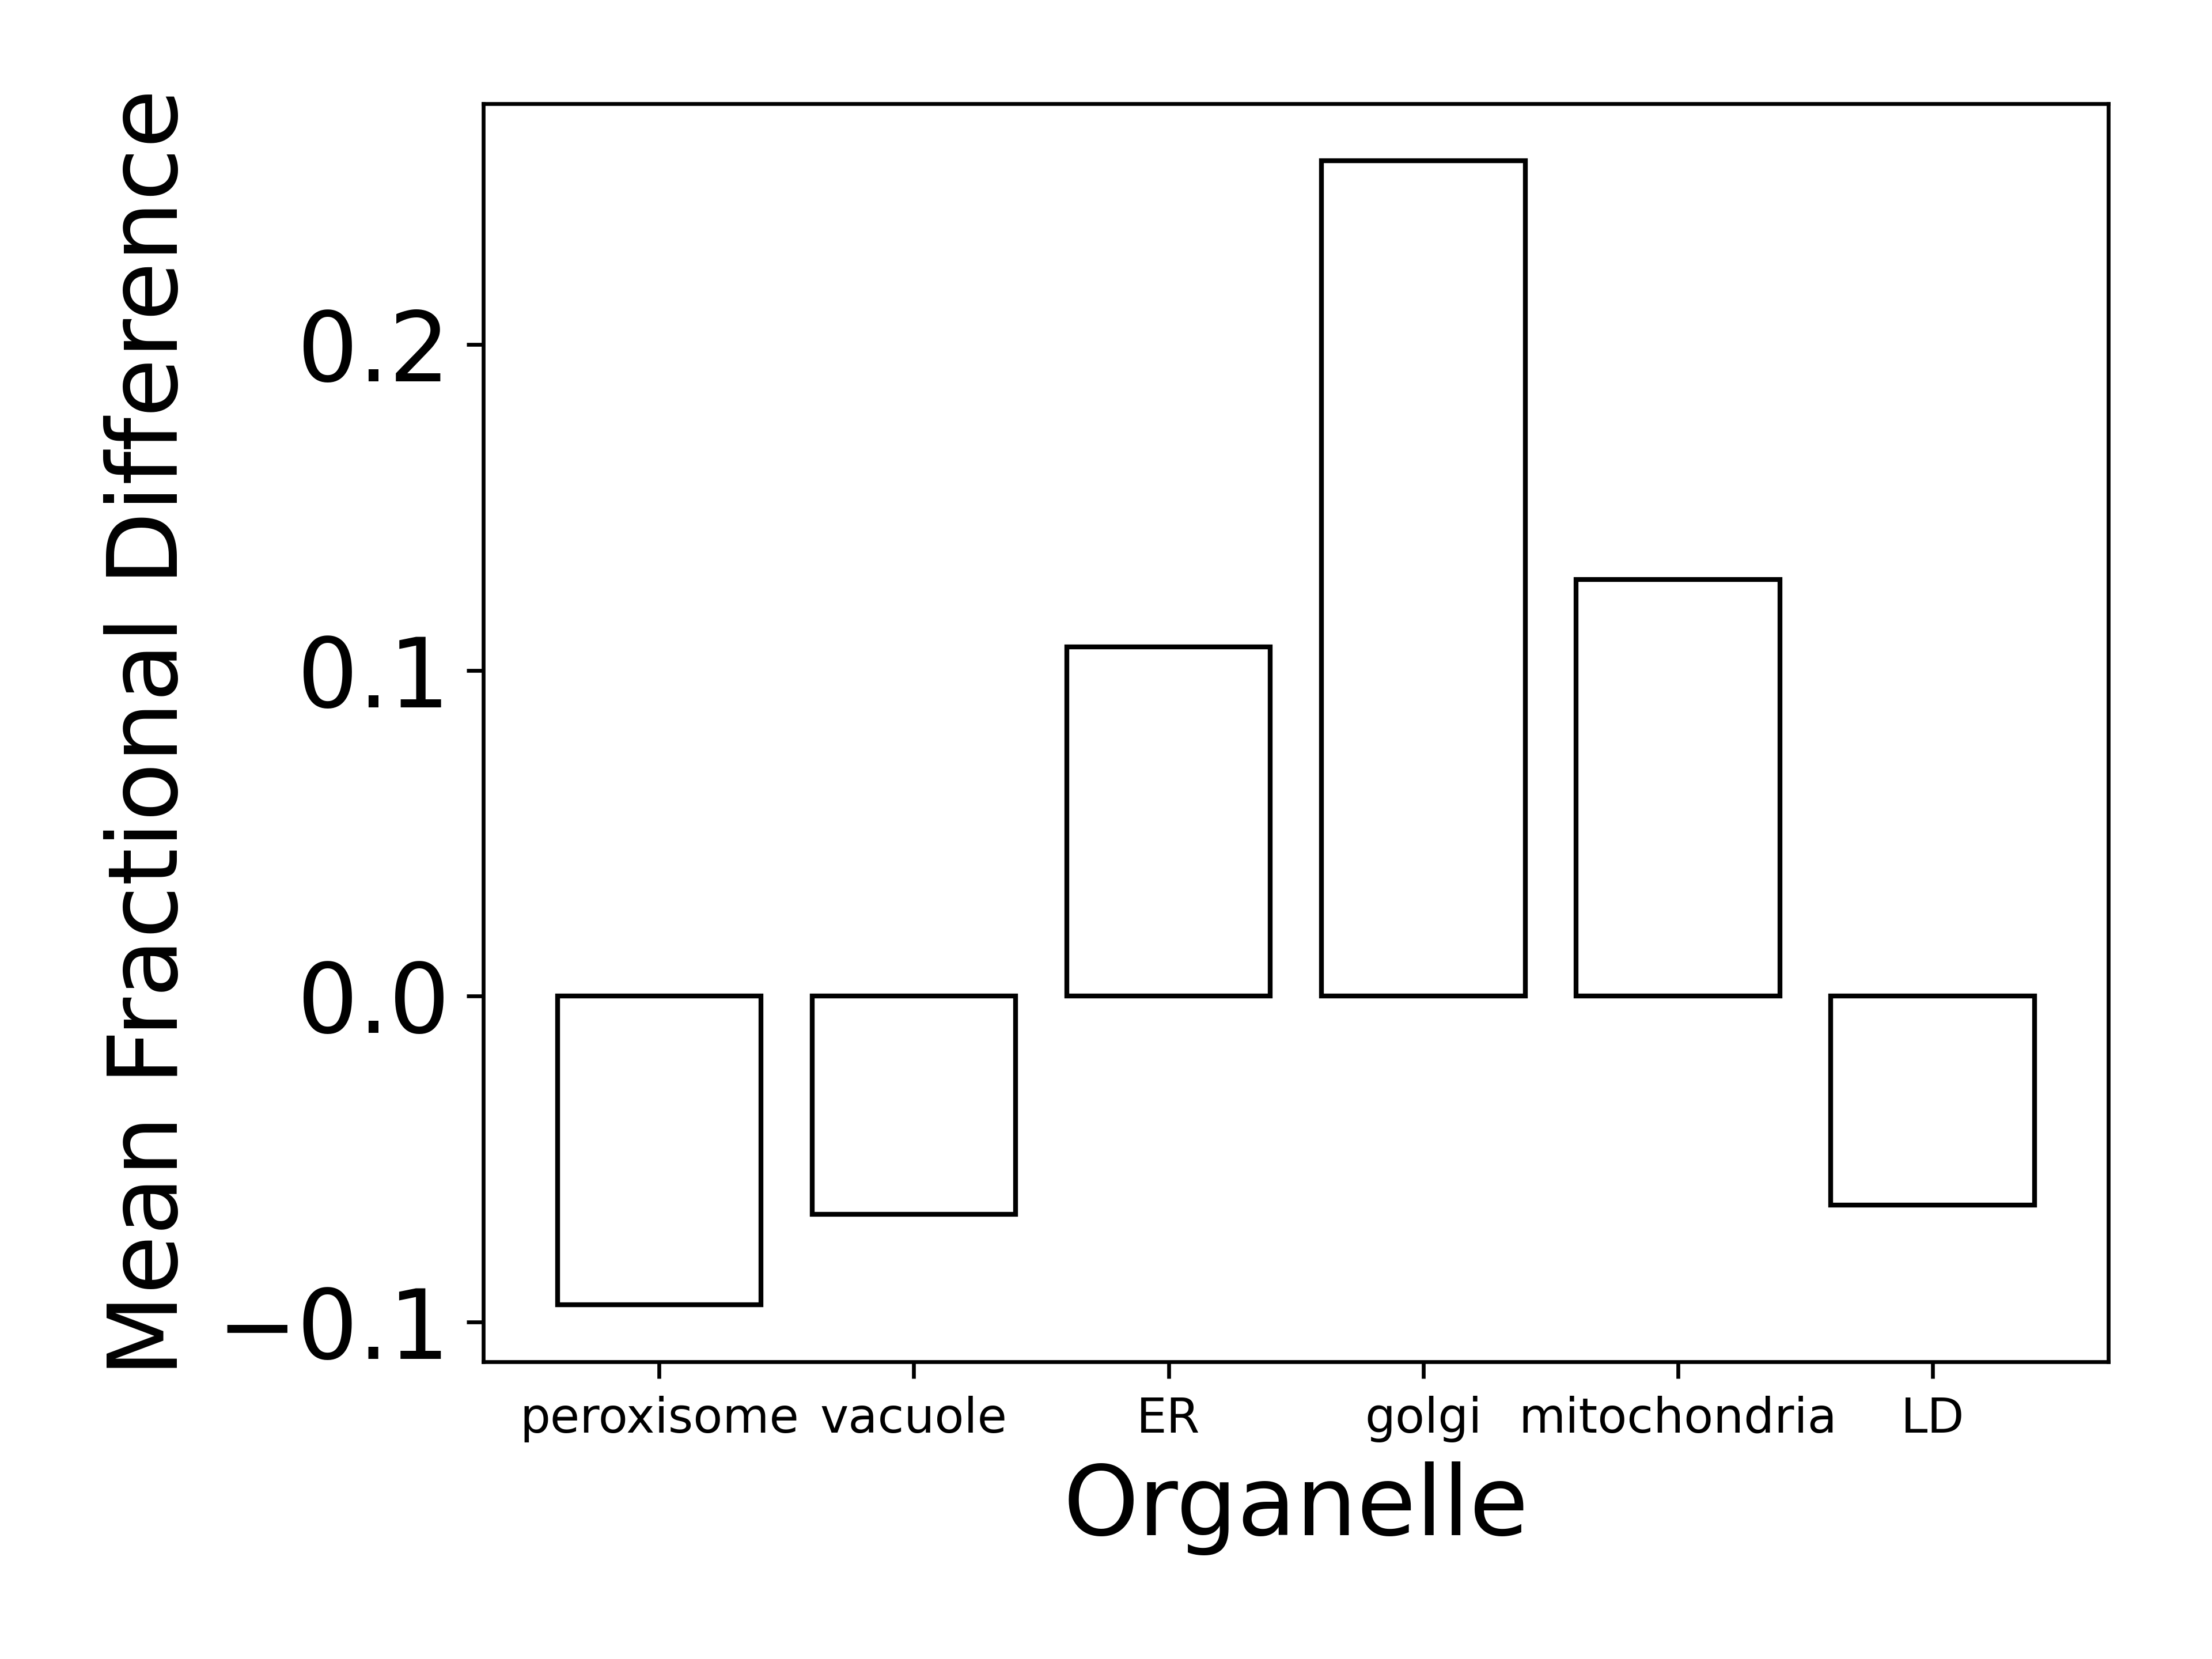 Mean Fractional Difference
0.2
0.1
0.0
−0.1
peroxisome vacuole ER golgi mitochondria LD
Organelle